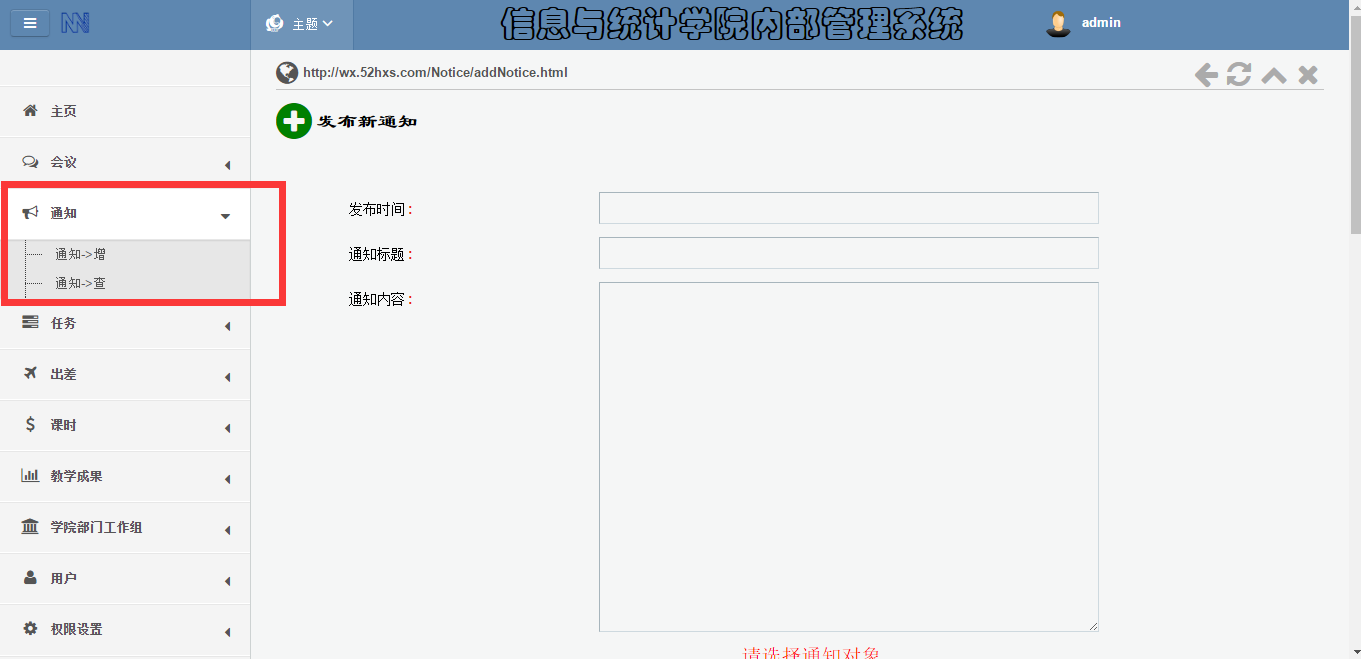 NN
主题
信息与统计学院内部管理系统
admin
http://wx.52hxs.com/Notice/addNotice.html
主页
发布新通知
会议
通知
通知->增
通知->查
任务
出差
课时
教学成果
学院部门工作组
用户
权限设置
发布时间:
通知标题:
通知内容:
请选择通知对象